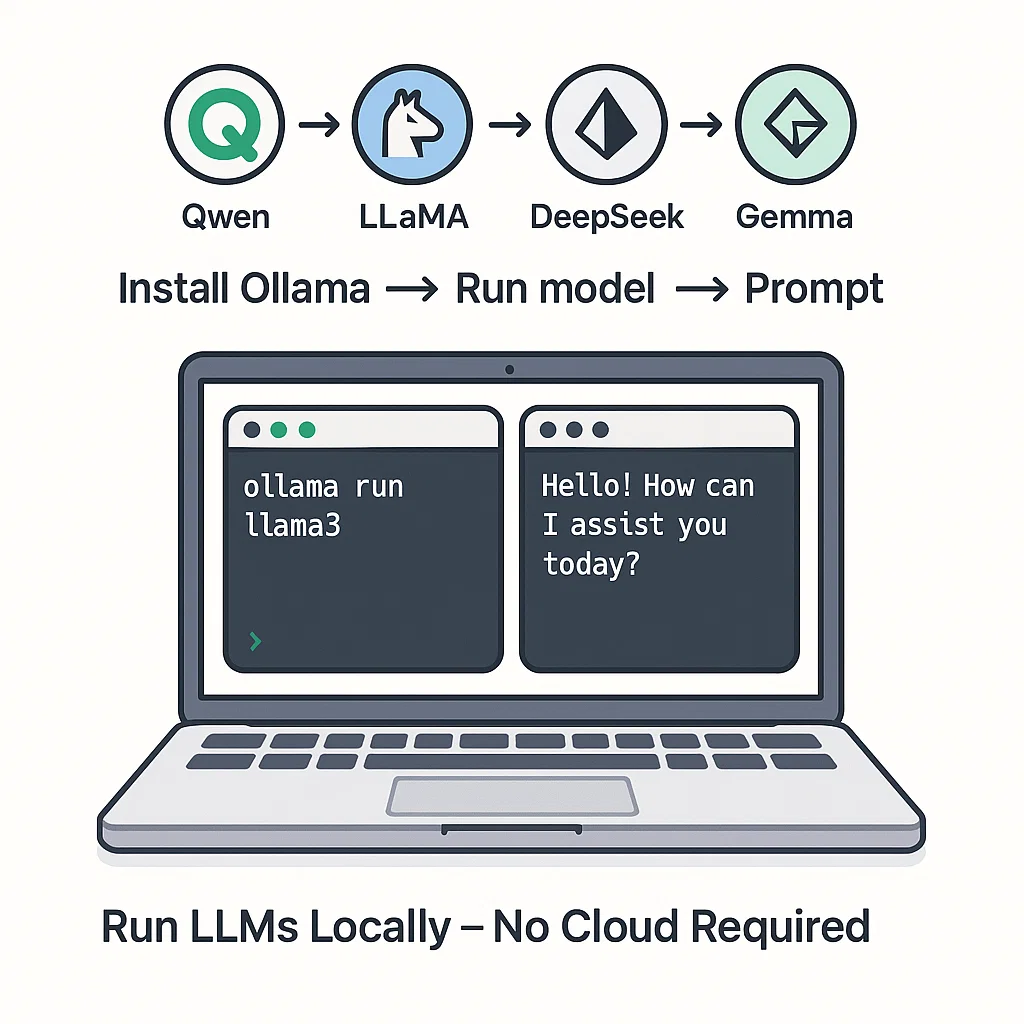 Qwen → LLaMA → DeepSeek → Gemma
Install Ollama → Run model → Prompt
ollama run
llama3
>
Hello! How can
I assist you
today?
Run LLMs Locally – No Cloud Required